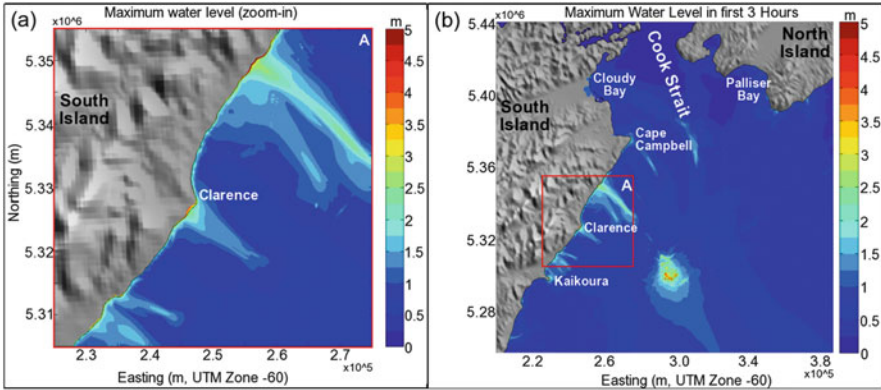 (a)
Maximum water level (zoom-in)
x10^6
m
A
5.35
5.34
5.33
5.32
5.31
Northing (m)
South
Island
Clarence
5
4.5
4
3.5
3
2.5
2
1.5
1
0.5
0
2.3
2.4
2.5
2.6
2.7
x10^5
Easting (m, UTM Zone -60)
(b)
Maximum Water Level in first 3 Hours
x10^6
m
5.44
5.40
5.36
5.32
5.28
North
Island
Cook Strait
Cloudy
Bay
Palliser
Bay
South
Island
Cape
Campbell
A
Clarence
Kaikoura
5
4.5
4
3.5
3
2.5
2
1.5
1
0.5
0
2.2
2.6
3.0
3.4
3.8
x10^5
Easting (m, UTM Zone -60)